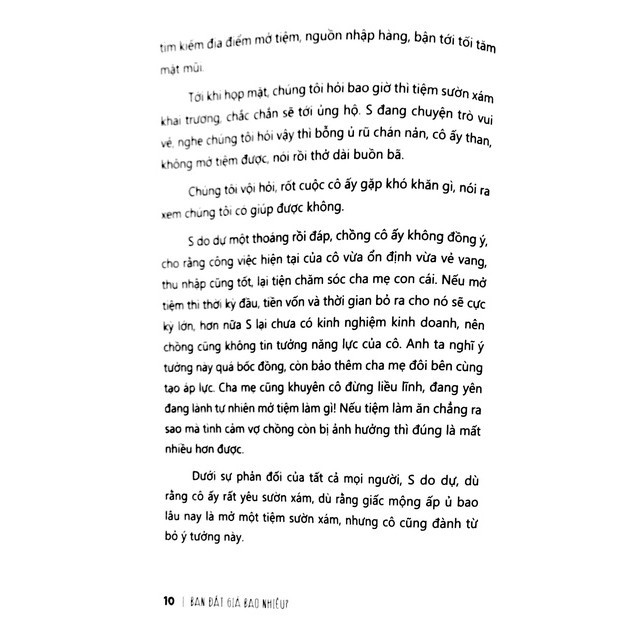 tìm kiếm địa điểm mở tiệm, nguồn nhập hàng, bận tới tối tăm
mặt mũi.
Tới khi họp mặt, chúng tôi hỏi bao giờ thì tiệm sườn xám
khai trương, chắc chắn sẽ tới ủng hộ. S đang chuyện trò vui
vẻ, nghe chúng tôi hỏi vậy thì bỗng ủ rũ chán nản, cô ấy than,
không mở tiệm được, nói rồi thở dài buồn bã.
Chúng tôi vội hỏi, rốt cuộc cô ấy gặp khó khăn gì, nói ra
xem chúng tôi có giúp được không.
S do dự một thoáng rồi đáp, chồng cô ấy không đồng ý,
cho rằng công việc hiện tại của cô vừa ổn định vừa vẻ vang,
thu nhập cũng tốt, lại tiện chăm sóc cha mẹ con cái. Nếu mở
tiệm thì thời kỳ đầu, tiền vốn và thời gian bỏ ra cho nó sẽ cực
kỳ lớn, hơn nữa S lại chưa có kinh nghiệm kinh doanh, nên
chồng cũng không tin tưởng năng lực của cô. Anh ta nghĩ ý
tưởng này quá bốc đồng, còn bảo thêm cha mẹ đôi bên cùng
tạo áp lực. Cha mẹ cũng khuyên cô đừng liều lĩnh, đang yên
đang lành tự nhiên mở tiệm làm gì! Nếu tiệm làm ăn chẳng ra
sao mà tình cảm vợ chồng còn bị ảnh hưởng thì đúng là mất
nhiều hơn được.
Dưới sự phản đối của tất cả mọi người, S do dự, dù
rằng cô ấy rất yêu sườn xám, dù rằng giấc mộng ấp ủ bao
lâu nay là mở một tiệm sườn xám, nhưng cô cũng đành từ
bỏ ý tưởng này.
10 | BẠN ĐẮT GIÁ BAO NHIÊU?